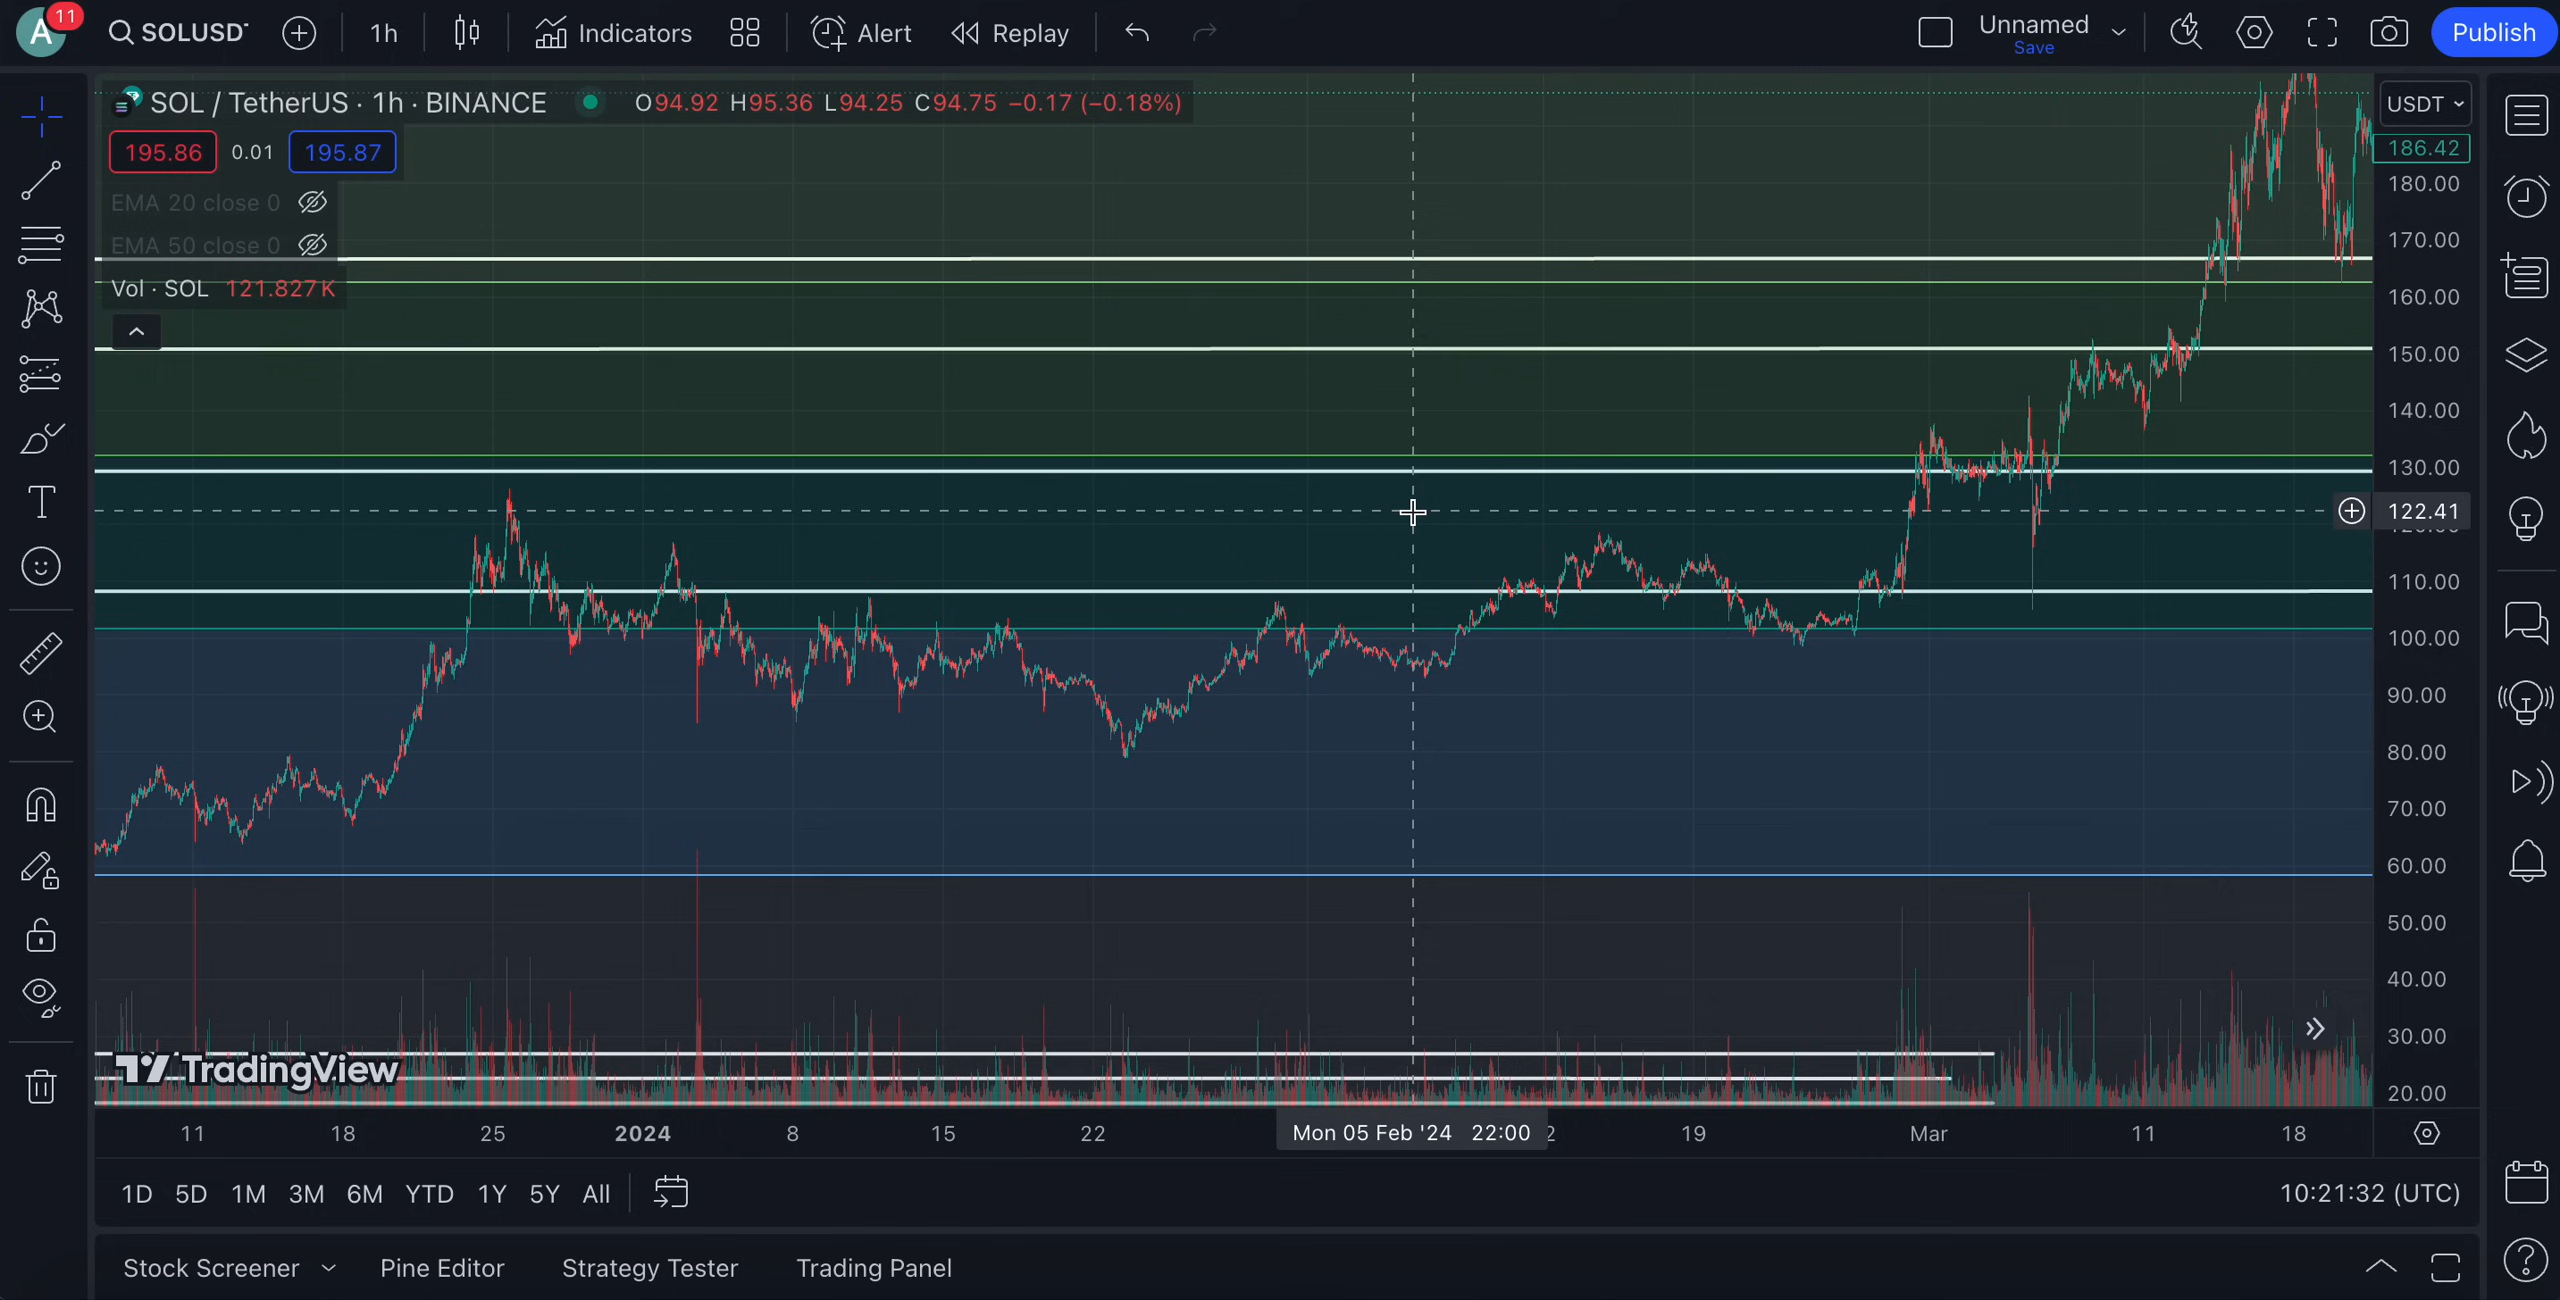 A 11 SOLUSDT 1h Indicators Alert Replay Unnamed Save Publish
SOL / TetherUS · 1h · BINANCE O94.92 H95.36 L94.25 C94.75 −0.17 (−0.18%)
USDT
195.86 0.01 195.87
186.42
EMA 20 close 0
180.00
EMA 50 close 0
170.00
Vol · SOL 121.827K
160.00
150.00
140.00
130.00
122.41
110.00
100.00
90.00
80.00
70.00
60.00
50.00
40.00
30.00
TradingView
20.00
11 18 25 2024 8 15 22 Mon 05 Feb '24 22:00 19 Mar 11 18
1D 5D 1M 3M 6M YTD 1Y 5Y All 10:21:32 (UTC)
Stock Screener Pine Editor Strategy Tester Trading Panel